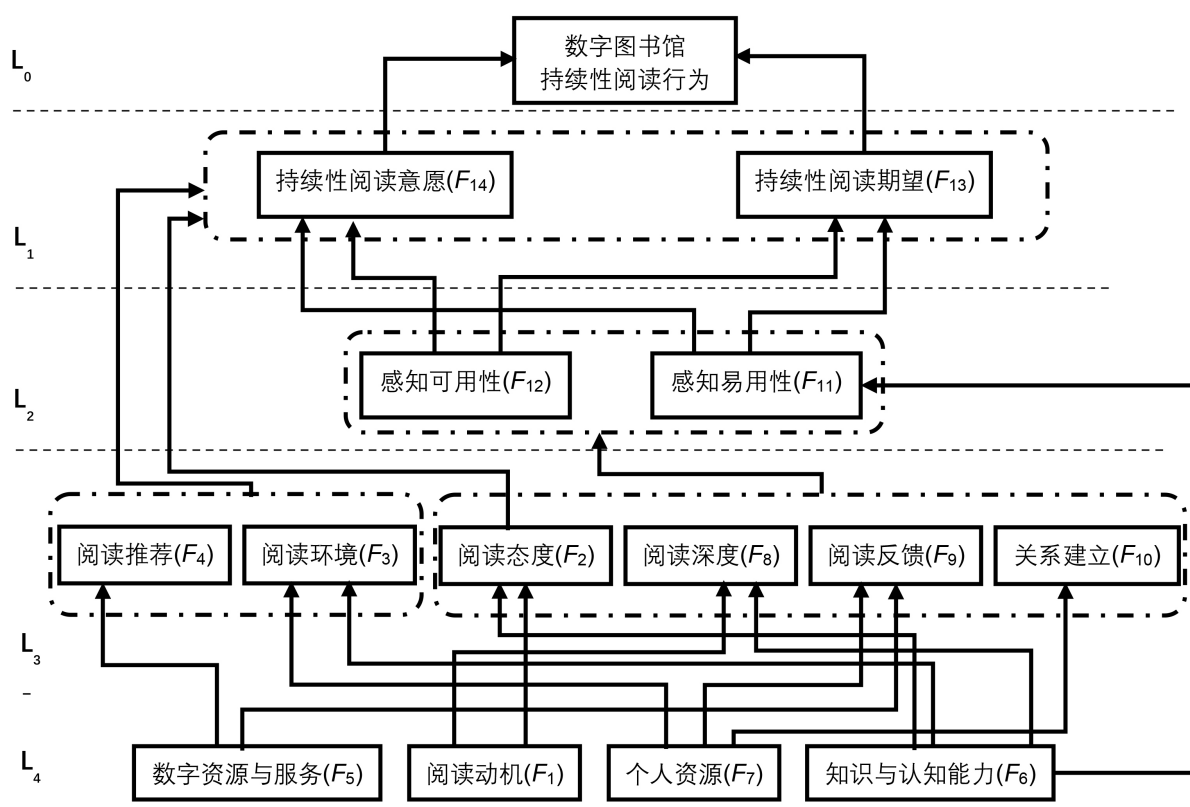 数字图书馆
持续性阅读行为
L₀
持续性阅读意愿(F₁₄)
持续性阅读期望(F₁₃)
L₁
感知可用性(F₁₂)
感知易用性(F₁₁)
L₂
阅读推荐(F₄)
阅读环境(F₃)
阅读态度(F₂)
阅读深度(F₈)
阅读反馈(F₉)
关系建立(F₁₀)
L₃
数字资源与服务(F₅)
阅读动机(F₁)
个人资源(F₇)
知识与认知能力(F₆)
L₄